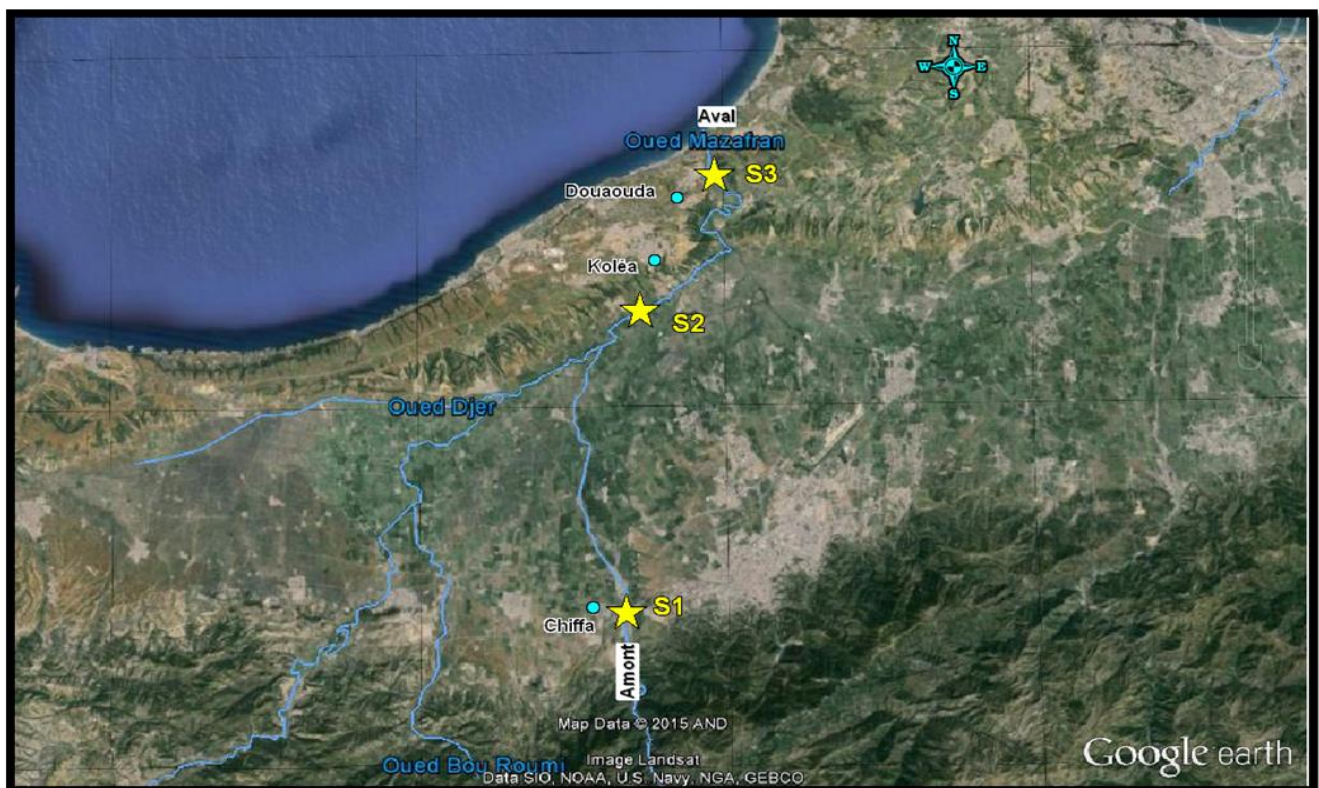 N
W E
S
Aval
Oued Mazafran
S3
Douaouda
Koléa
S2
Oued Djer
S1
Chiffa
Amont
Map Data © 2015 AND
Image Landsat
Oued Bou Roumi
Data SIO, NOAA, U.S. Navy, NGA, GEBCO
Google earth